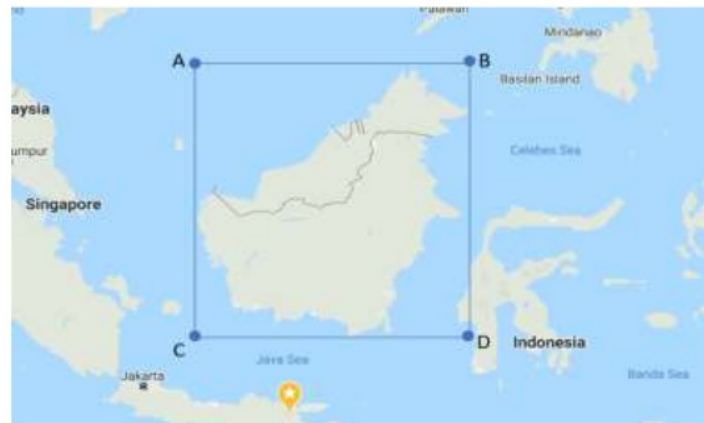 Palawan
Mindanao
A
B
Basilan Island
aysia
umpur
Celebes Sea
Singapore
C
D
Indonesia
Java Sea
Jakarta
Banda Sea